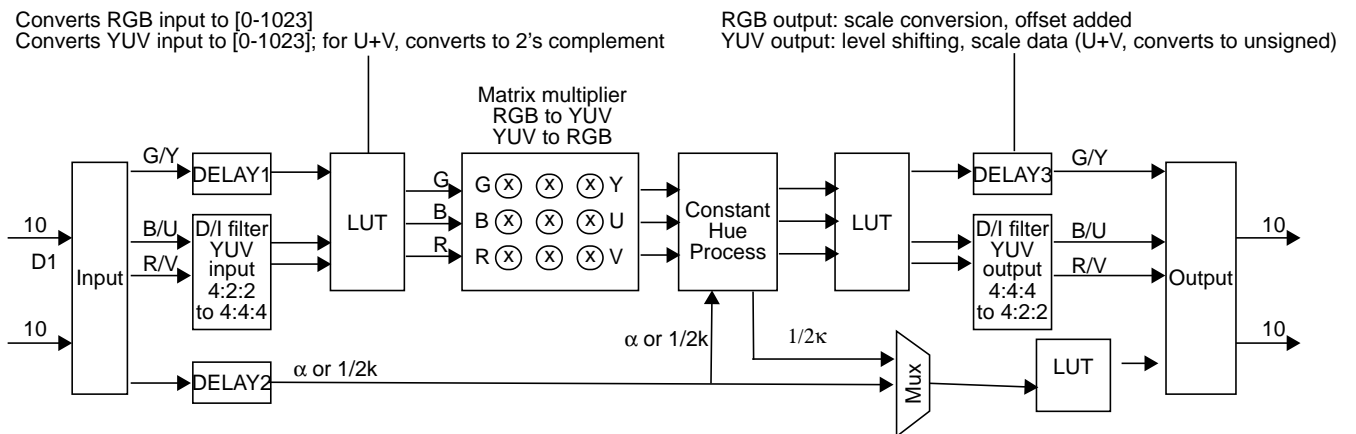 Converts RGB input to [0-1023]
Converts YUV input to [0-1023]; for U+V, converts to 2's complement
RGB output: scale conversion, offset added
YUV output: level shifting, scale data (U+V, converts to unsigned)
Matrix multiplier
RGB to YUV
YUV to RGB
G/Y
DELAY1
10
D1
Input
B/U
R/V
D/I filter
YUV
input
4:2:2
to 4:4:4
10
DELAY2
α or 1/2k
LUT
G
B
R
G X X X Y
B X X X U
R X X X V
Constant
Hue
Process
α or 1/2k
1/2κ
LUT
Mux
LUT
DELAY3
G/Y
D/I filter
YUV
output
4:4:4
to 4:2:2
B/U
R/V
Output
10
10